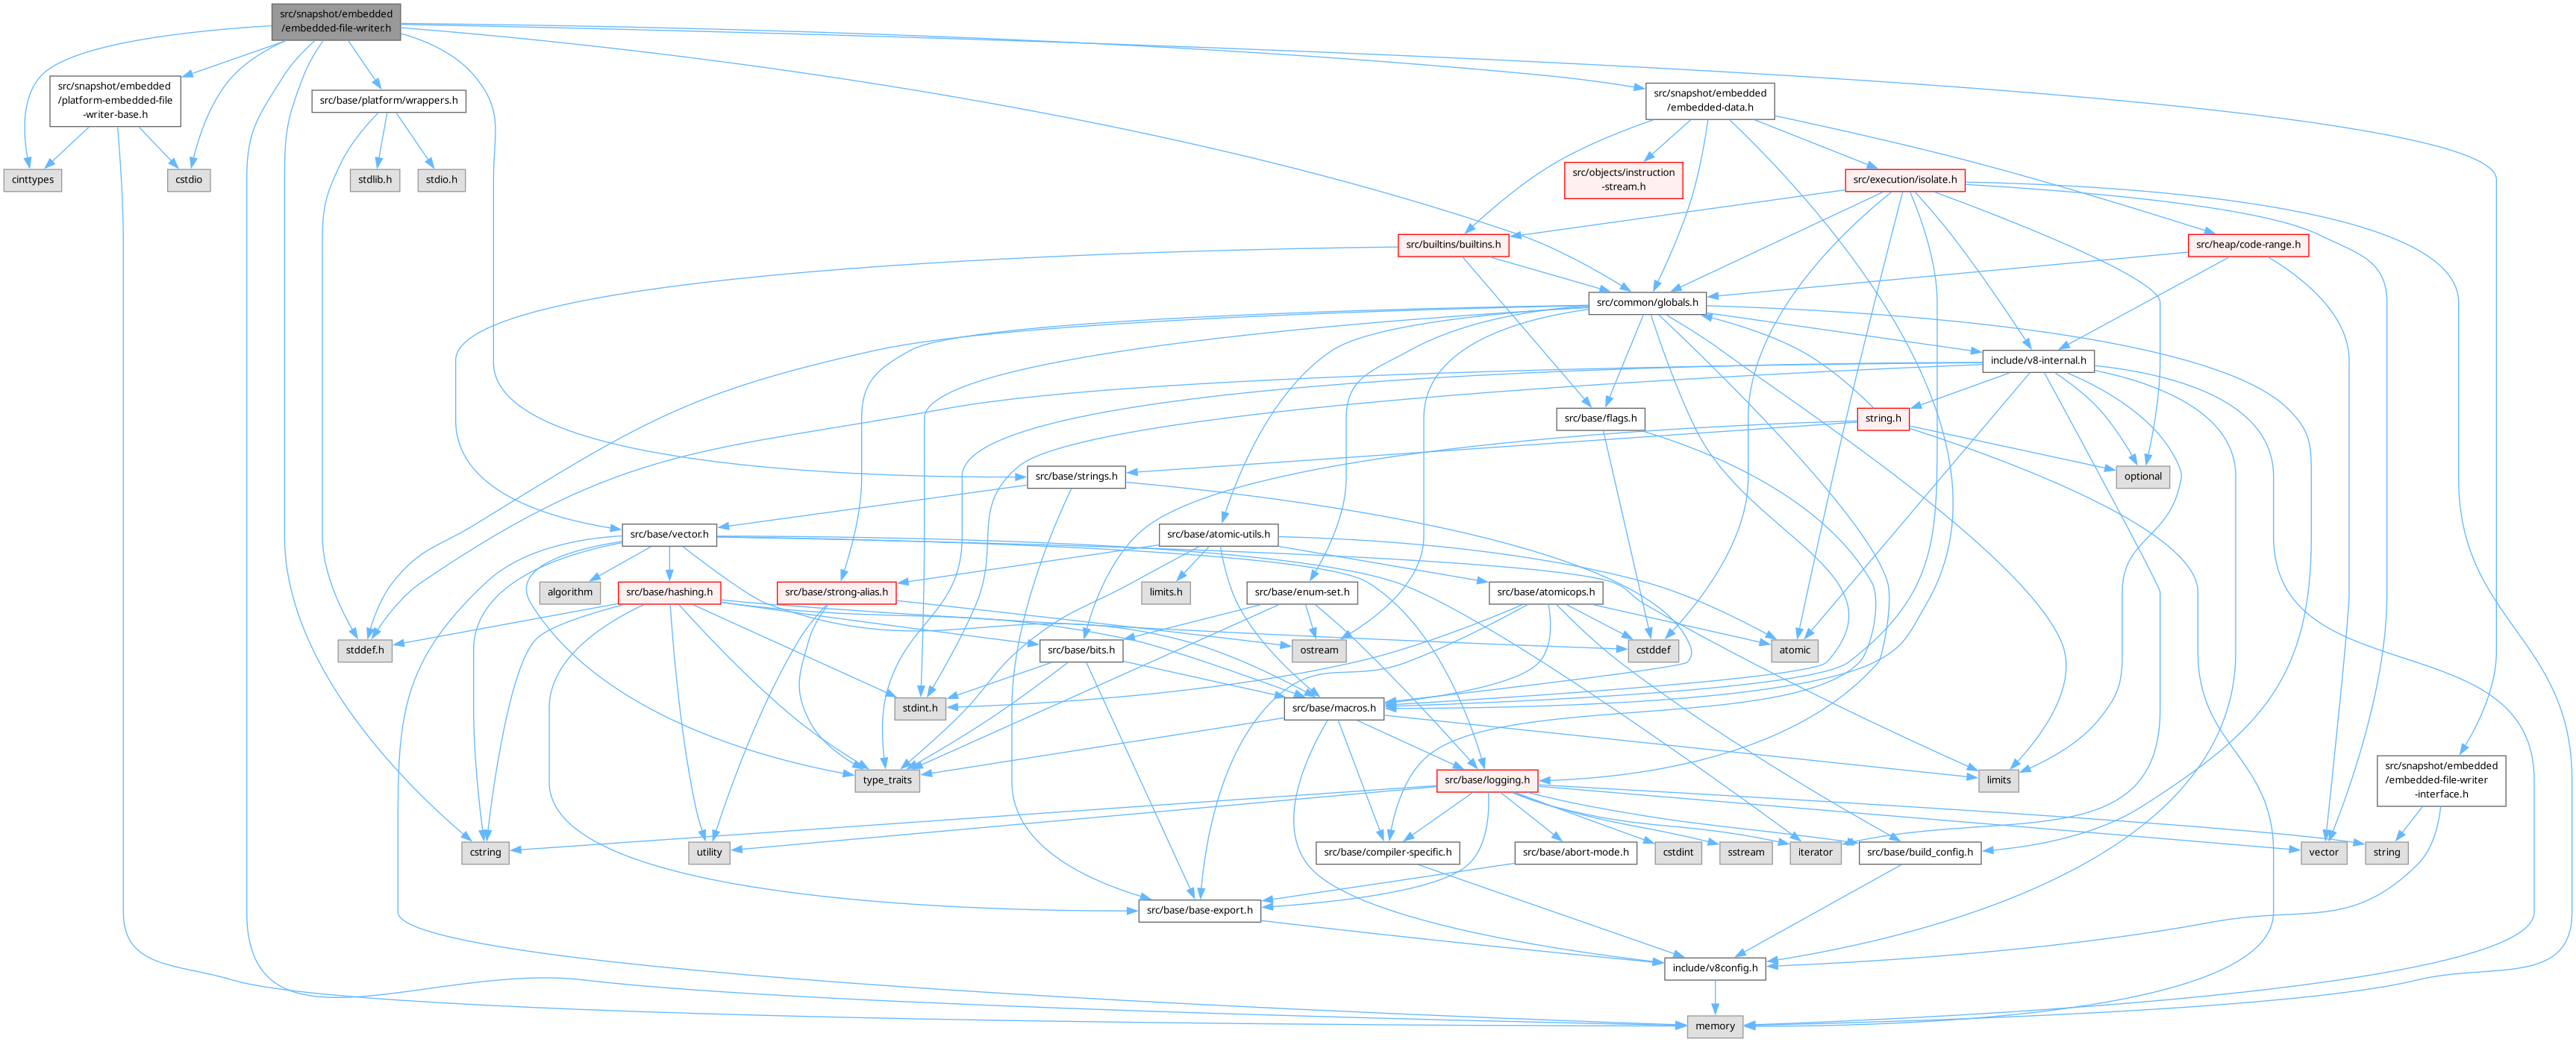 src/snapshot/embedded
/embedded-file-writer.h
src/snapshot/embedded
/platform-embedded-file
-writer-base.h
src/base/platform/wrappers.h
src/snapshot/embedded
/embedded-data.h
cinttypes
cstdio
stdlib.h
stdio.h
src/objects/instruction
-stream.h
src/execution/isolate.h
src/builtins/builtins.h
src/heap/code-range.h
src/common/globals.h
include/v8-internal.h
src/base/flags.h
string.h
src/base/strings.h
optional
src/base/vector.h
src/base/atomic-utils.h
algorithm
src/base/hashing.h
src/base/strong-alias.h
limits.h
src/base/enum-set.h
src/base/atomicops.h
stddef.h
src/base/bits.h
ostream
cstddef
atomic
stdint.h
src/base/macros.h
type_traits
src/base/logging.h
limits
src/snapshot/embedded
/embedded-file-writer
-interface.h
cstring
utility
src/base/compiler-specific.h
src/base/abort-mode.h
cstdint
sstream
iterator
src/base/build_config.h
vector
string
src/base/base-export.h
include/v8config.h
memory